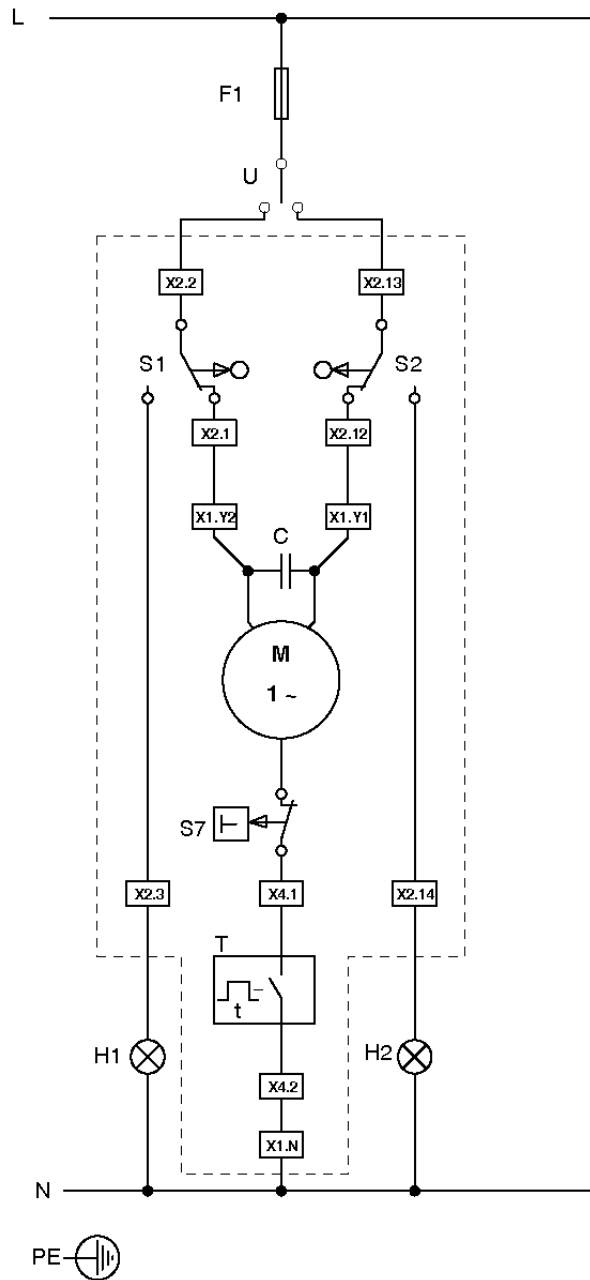 L
F1
U
X2.2
X2.13
S1
S2
X2.1
X2.12
X1.Y2
X1.Y1
C
M
1 ~
S7
X2.3
X4.1
X2.14
T
t
H1
H2
X4.2
X1.N
N
PE